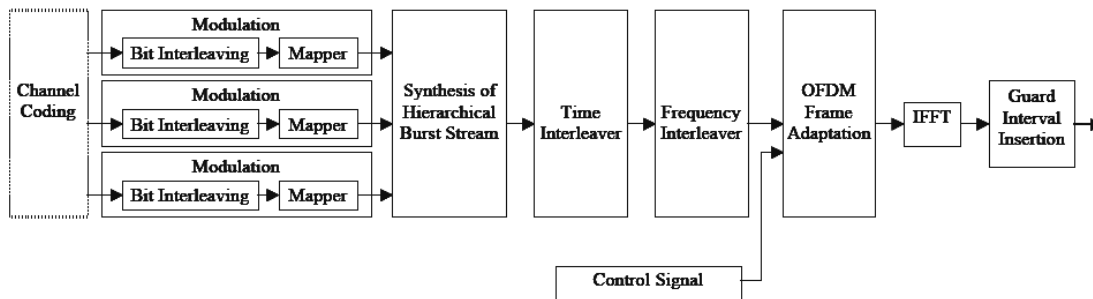 Channel
Coding
Modulation
Bit Interleaving
Mapper
Modulation
Bit Interleaving
Mapper
Modulation
Bit Interleaving
Mapper
Synthesis of
Hierarchical
Burst Stream
Time
Interleaver
Frequency
Interleaver
OFDM
Frame
Adaptation
IFFT
Guard
Interval
Insertion
Control Signal